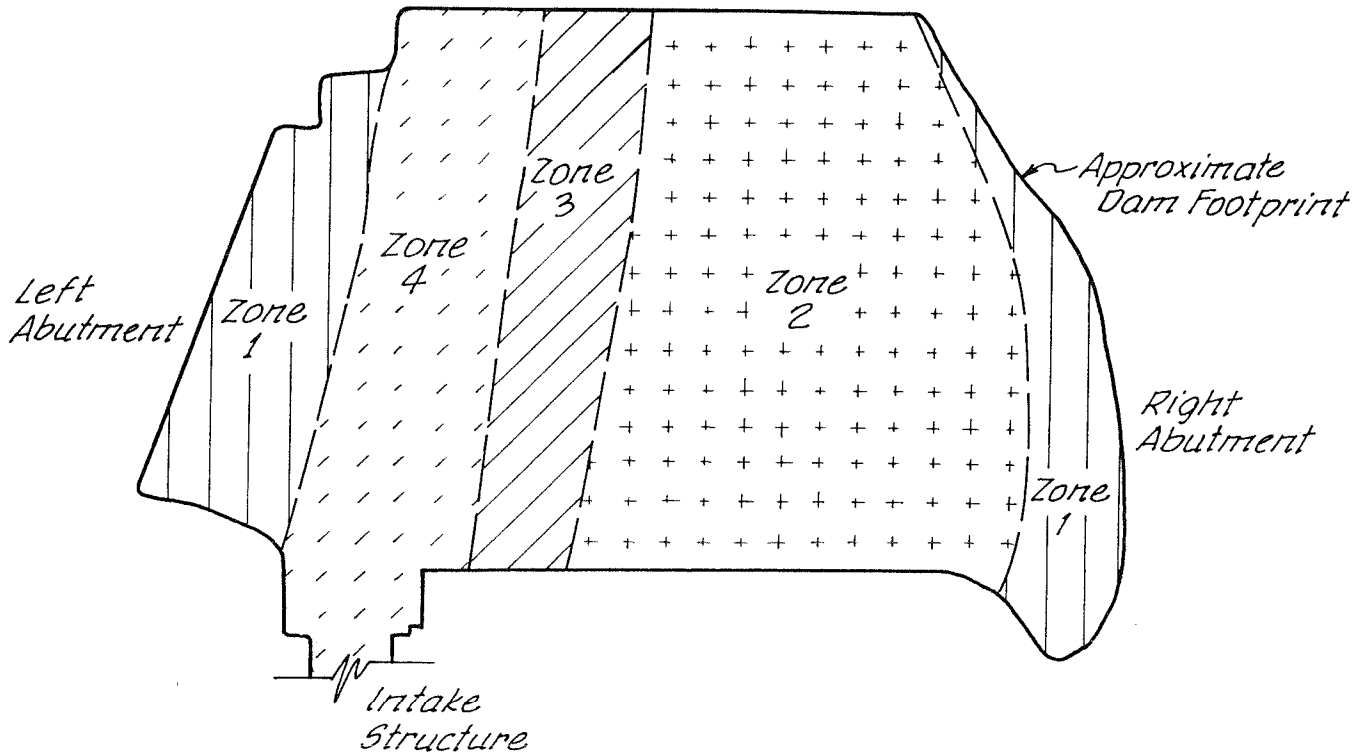 Zone
3
Approximate
Dam Footprint
Zone
4
Zone
2
Left
Abutment
Zone
1
Right
Abutment
Zone
1
Intake
Structure